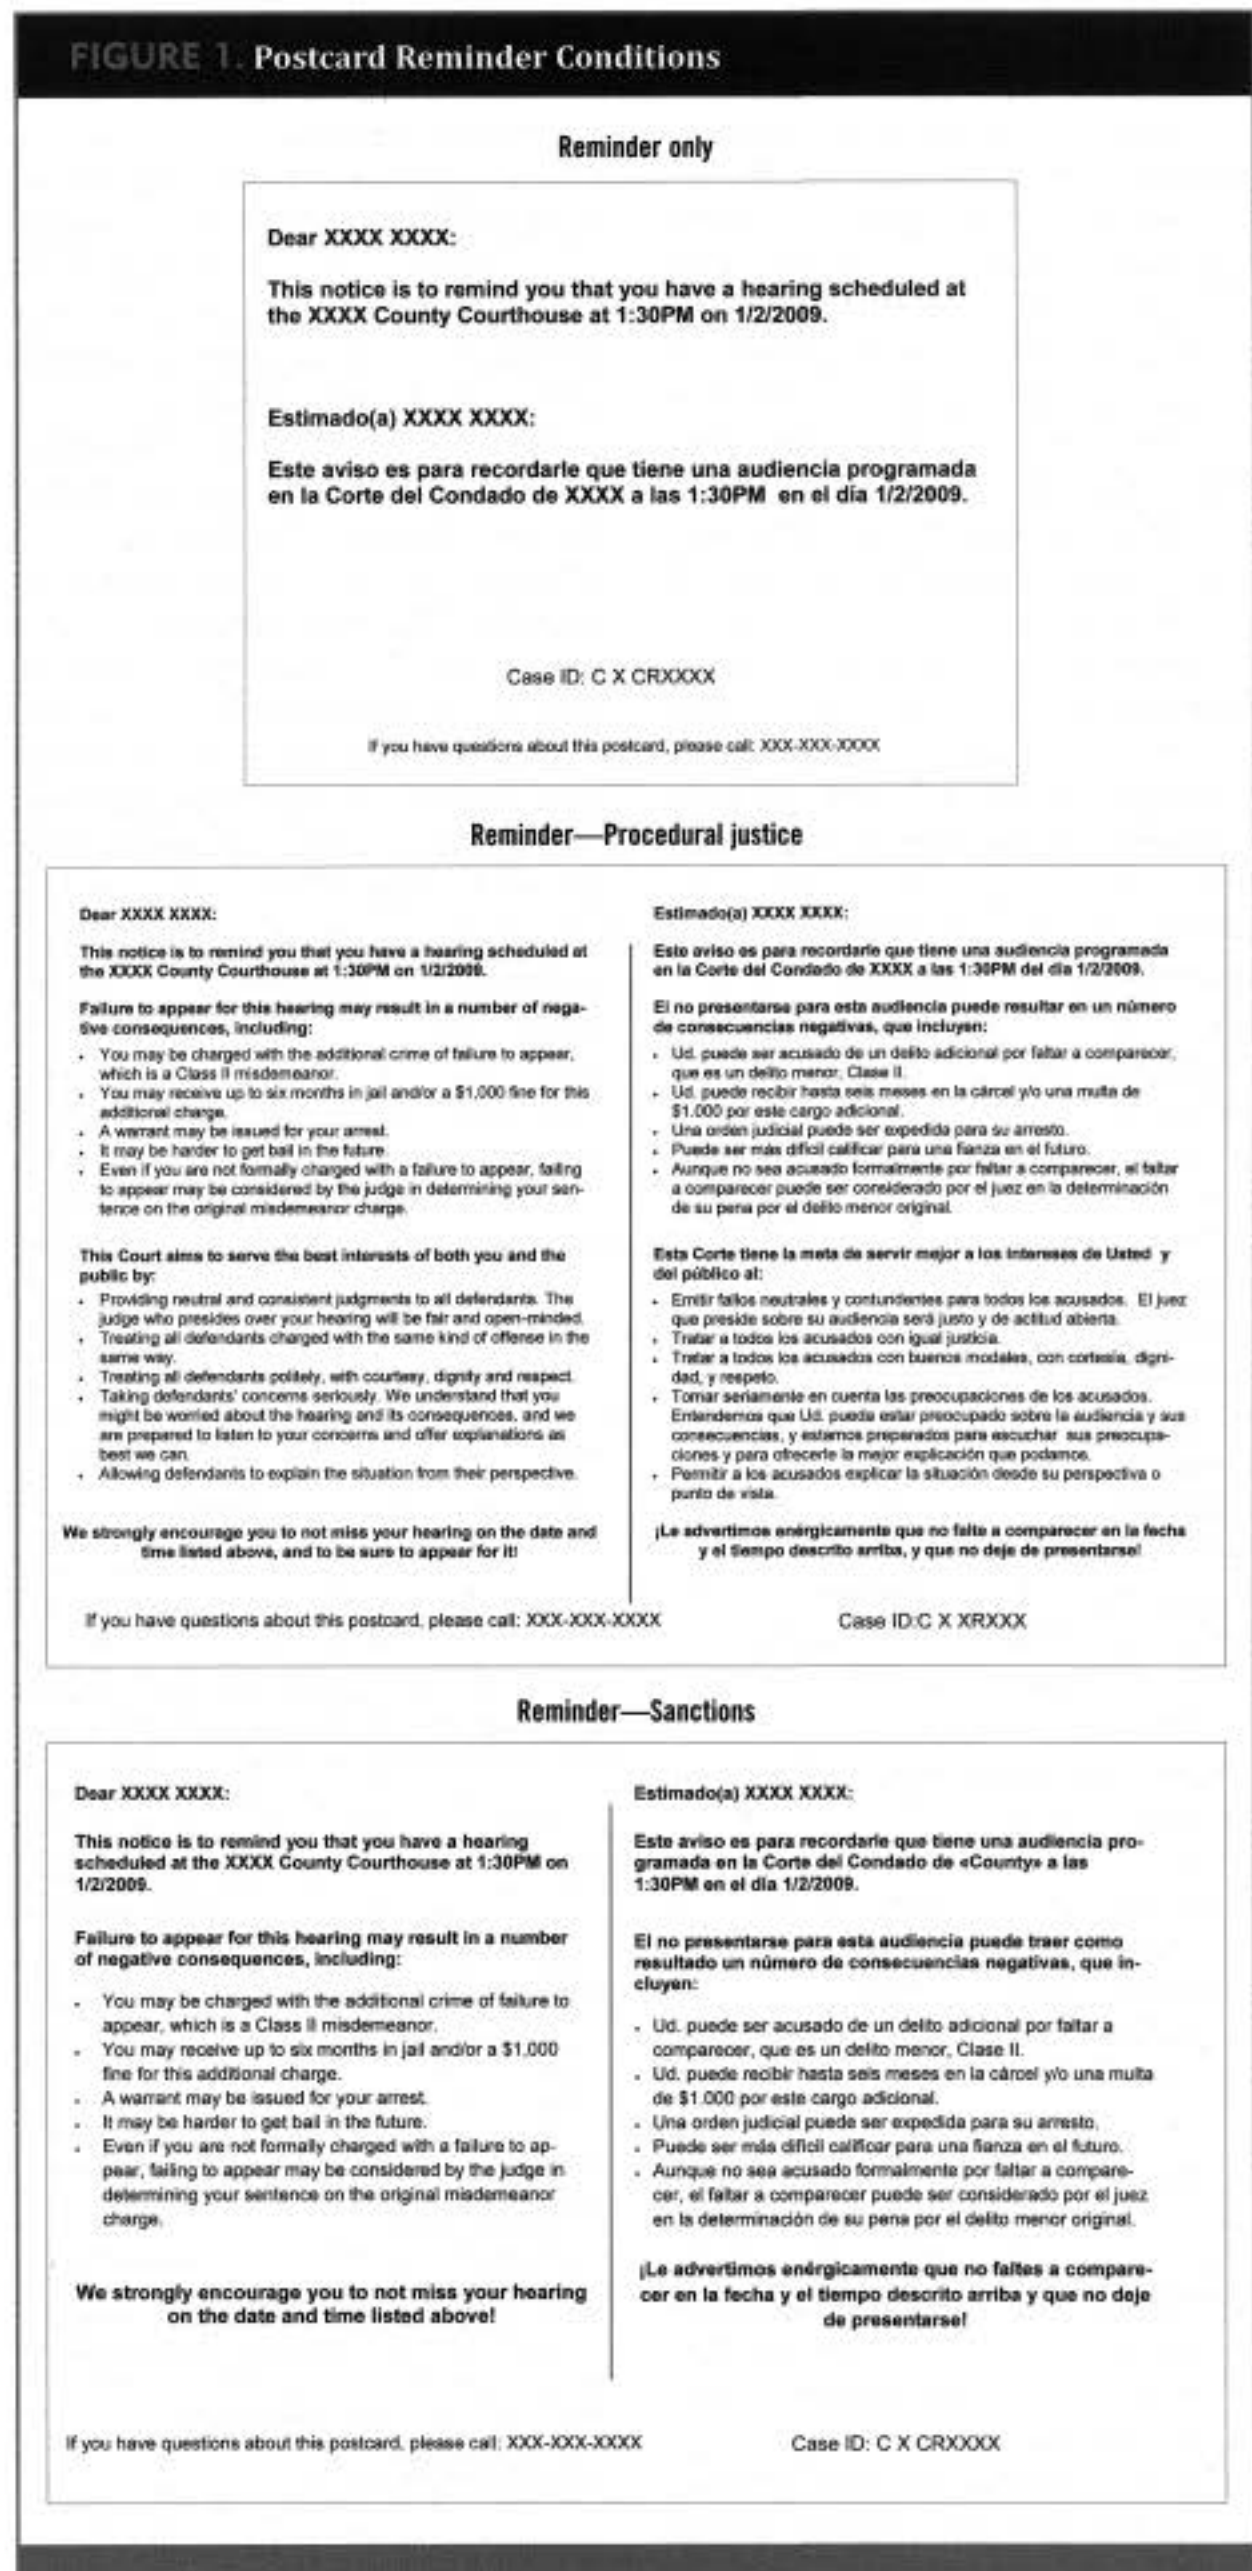 FIGURE 1. Postcard Reminder Conditions
Reminder only
Dear XXXX XXXX:
This notice is to remind you that you have a hearing scheduled at
the XXXX County Courthouse at 1:30PM on 1/2/2009.
Estimado(a) XXXX XXXX:
Este aviso es para recordarle que tiene una audiencia programada
en la Corte del Condado de XXXX a las 1:30PM en el día 1/2/2009.
Case ID: C X CRXXXX
If you have questions about this postcard, please call: XXX-XXX-XXXX
Reminder—Procedural justice
Dear XXXX XXXX:
This notice is to remind you that you have a hearing scheduled at
the XXXX County Courthouse at 1:30PM on 1/2/2009.
Failure to appear for this hearing may result in a number of nega-
tive consequences, including:
• You may be charged with the additional crime of failure to appear,
which is a Class II misdemeanor.
• You may receive up to six months in jail and/or a $1,000 fine for this
additional charge.
• A warrant may be issued for your arrest.
• It may be harder to get bail in the future.
• Even if you are not formally charged with a failure to appear, failing
to appear may be considered by the judge in determining your sen-
tence on the original misdemeanor charge.
This Court aims to serve the best interests of both you and the
public by:
• Providing neutral and consistent judgments to all defendants. The
judge who presides over your hearing will be fair and open-minded.
• Treating all defendants charged with the same kind of offense in the
same way.
• Treating all defendants politely, with courtesy, dignity and respect.
• Taking defendants' concerns seriously. We understand that you
might be worried about the hearing and its consequences, and we
are prepared to listen to your concerns and offer explanations as
best we can.
• Allowing defendants to explain the situation from their perspective.
We strongly encourage you to not miss your hearing on the date and
time listed above, and to be sure to appear for it!
Estimado(a) XXXX XXXX:
Este aviso es para recordarle que tiene una audiencia programada
en la Corte del Condado de XXXX a las 1:30PM del día 1/2/2009.
El no presentarse para esta audiencia puede resultar en un número
de consecuencias negativas, que incluyen:
• Ud. puede ser acusado de un delito adicional por faltar a comparecer,
que es un delito menor, Clase II.
• Ud. puede recibir hasta seis meses en la cárcel y/o una multa de
$1.000 por este cargo adicional.
• Una orden judicial puede ser expedida para su arresto.
• Puede ser más difícil calificar para una fianza en el futuro.
• Aunque no sea acusado formalmente por faltar a comparecer, el faltar
a comparecer puede ser considerado por el juez en la determinación
de su pena por el delito menor original.
Esta Corte tiene la meta de servir mejor a los intereses de Usted y
del público al:
• Emitir fallos neutrales y contundentes para todos los acusados. El juez
que preside sobre su audiencia será justo y de actitud abierta.
• Tratar a todos los acusados con igual justicia.
• Tratar a todos los acusados con buenos modales, con cortesía, digni-
dad, y respeto.
• Tomar seriamente en cuenta las preocupaciones de los acusados.
Entendemos que Ud. pueda estar preocupado sobre la audiencia y sus
consecuencias, y estamos preparados para escuchar sus preocupa-
ciones y para ofrecerle la mejor explicación que podamos.
• Permitir a los acusados explicar la situación desde su perspectiva o
punto de vista.
¡Le advertimos enérgicamente que no falte a comparecer en la fecha
y el tiempo descrito arriba, y que no deje de presentarse!
If you have questions about this postcard, please call: XXX-XXX-XXXX
Case ID:C X XRXXX
Reminder—Sanctions
Dear XXXX XXXX:
This notice is to remind you that you have a hearing
scheduled at the XXXX County Courthouse at 1:30PM on
1/2/2009.
Failure to appear for this hearing may result in a number
of negative consequences, including:
• You may be charged with the additional crime of failure to
appear, which is a Class II misdemeanor.
• You may receive up to six months in jail and/or a $1,000
fine for this additional charge.
• A warrant may be issued for your arrest.
• It may be harder to get bail in the future.
• Even if you are not formally charged with a failure to ap-
pear, failing to appear may be considered by the judge in
determining your sentence on the original misdemeanor
charge.
We strongly encourage you to not miss your hearing
on the date and time listed above!
Estimado(a) XXXX XXXX:
Este aviso es para recordarle que tiene una audiencia pro-
gramada en la Corte del Condado de «County» a las
1:30PM en el día 1/2/2009.
El no presentarse para esta audiencia puede traer como
resultado un número de consecuencias negativas, que in-
cluyen:
• Ud. puede ser acusado de un delito adicional por faltar a
comparecer, que es un delito menor, Clase II.
• Ud. puede recibir hasta seis meses en la cárcel y/o una multa
de $1.000 por este cargo adicional.
• Una orden judicial puede ser expedida para su arresto.
• Puede ser más difícil calificar para una fianza en el futuro.
• Aunque no sea acusado formalmente por faltar a compare-
cer, el faltar a comparecer puede ser considerado por el juez
en la determinación de su pena por el delito menor original.
¡Le advertimos enérgicamente que no faltes a compare-
cer en la fecha y el tiempo descrito arriba y que no deje
de presentarse!
If you have questions about this postcard, please call: XXX-XXX-XXXX
Case ID: C X CRXXXX